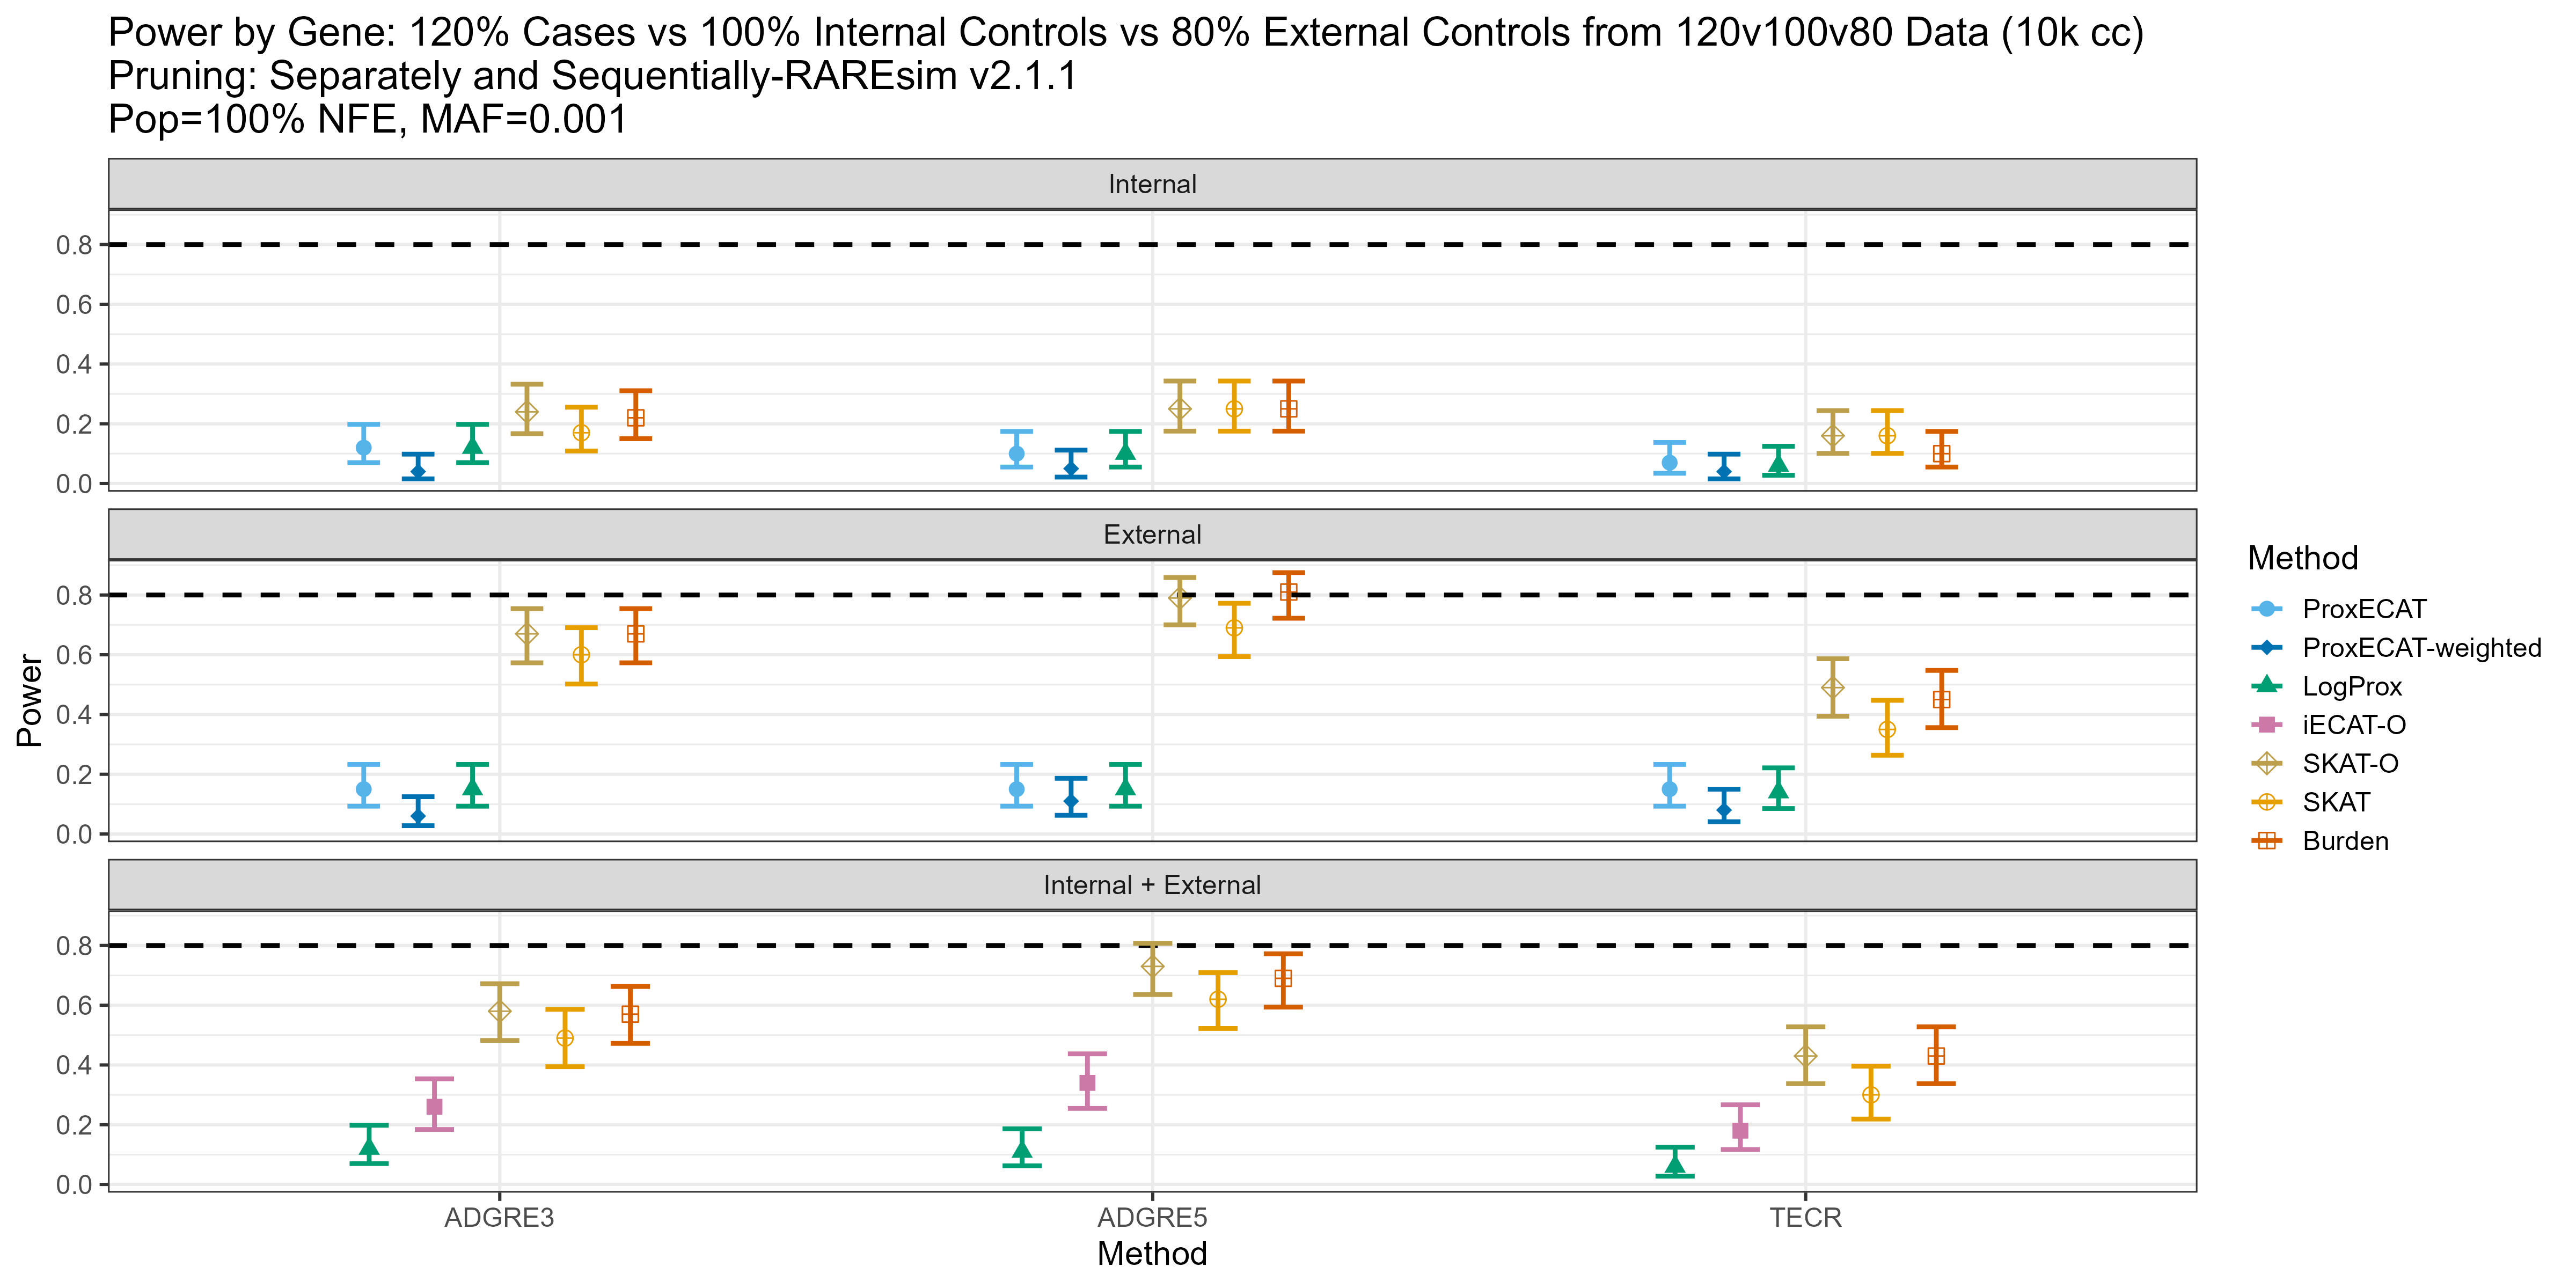 Power by Gene: 120% Cases vs 100% Internal Controls vs 80% External Controls from 120v100v80 Data (10k cc)
Pruning: Separately and Sequentially-RAREsim v2.1.1
Pop=100% NFE, MAF=0.001
Internal
0.8
0.6
0.4
0.2
0.0
External
0.8
0.6
0.4
0.2
0.0
Internal + External
0.8
0.6
0.4
0.2
0.0
Power
ADGRE3
ADGRE5
TECR
Method
Method
ProxECAT
ProxECAT-weighted
LogProx
iECAT-O
SKAT-O
SKAT
Burden